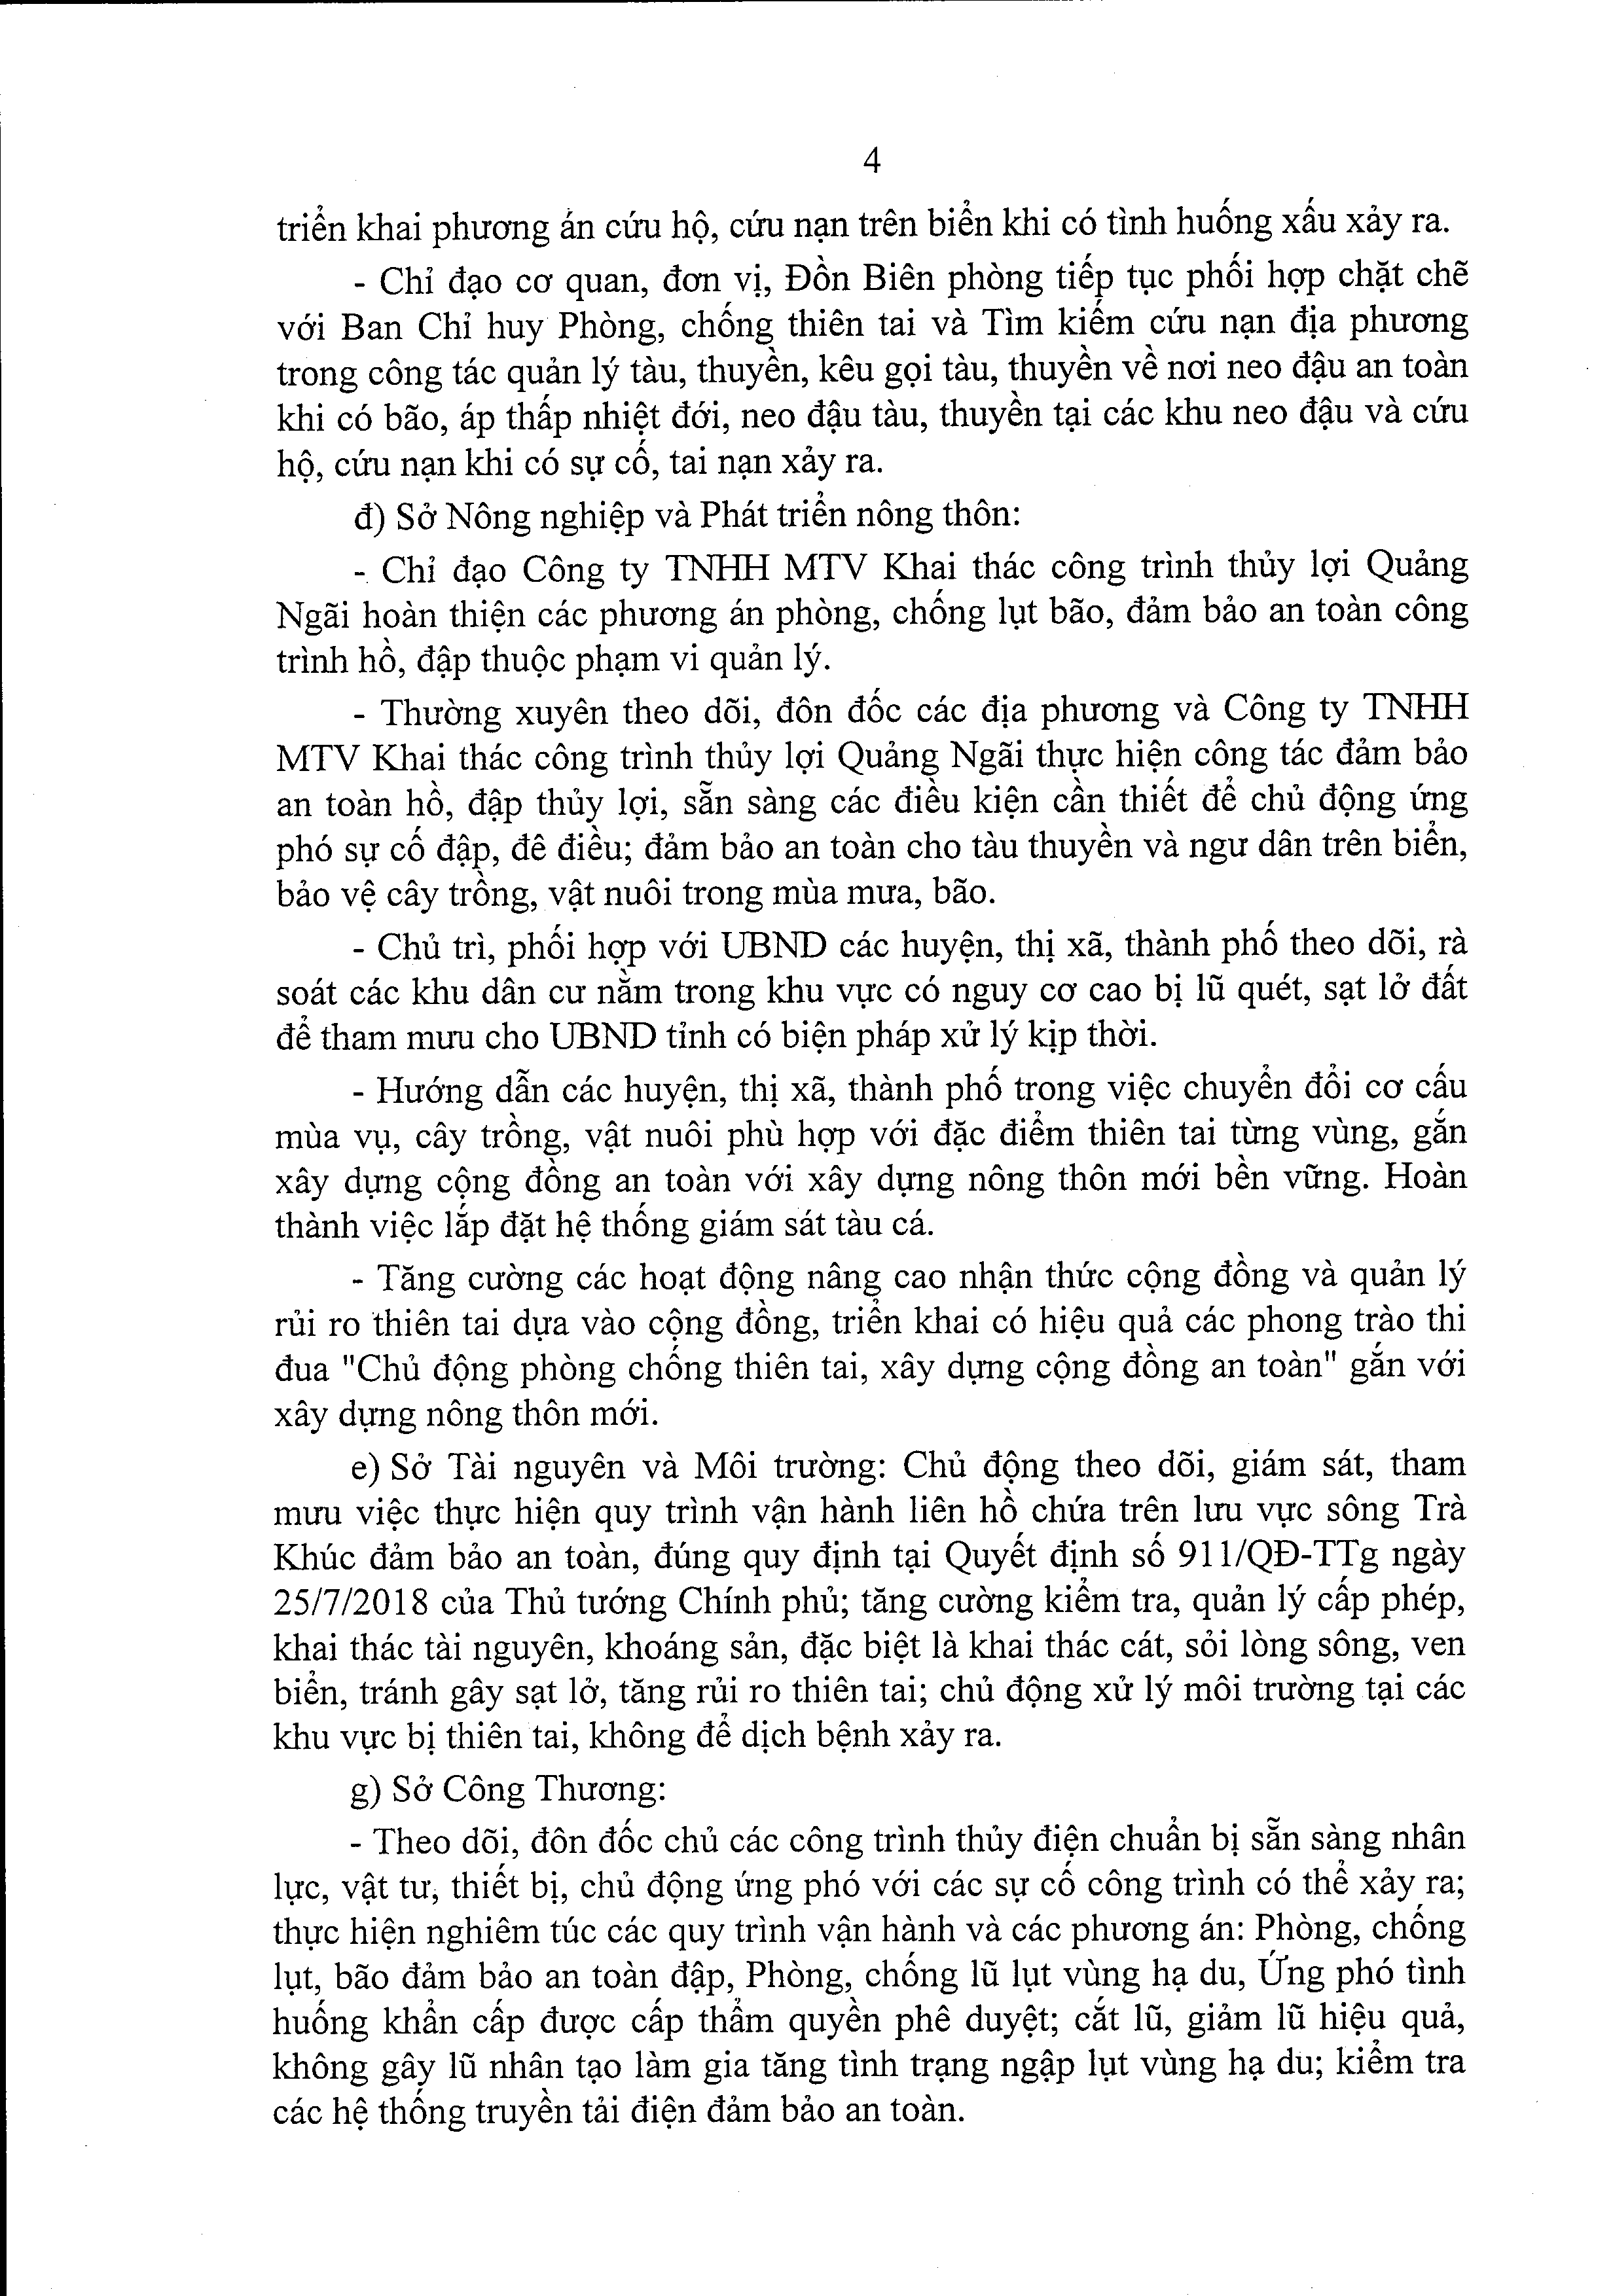 4
triển khai phương án cứu hộ, cứu nạn trên biển khi có tình huống xấu xảy ra.
- Chỉ đạo cơ quan, đơn vị, Đồn Biên phòng tiếp tục phối hợp chặt chẽ
với Ban Chỉ huy Phòng, chống thiên tai và Tìm kiếm cứu nạn địa phương
trong công tác quản lý tàu, thuyền, kêu gọi tàu, thuyền về nơi neo đậu an toàn
khi có bão, áp thấp nhiệt đới, neo đậu tàu, thuyền tại các khu neo đậu và cứu
hộ, cứu nạn khi có sự cố, tai nạn xảy ra.
đ) Sở Nông nghiệp và Phát triển nông thôn:
- Chỉ đạo Công ty TNHH MTV Khai thác công trình thủy lợi Quảng
Ngãi hoàn thiện các phương án phòng, chống lụt bão, đảm bảo an toàn công
trình hồ, đập thuộc phạm vi quản lý.
- Thường xuyên theo dõi, đôn đốc các địa phương và Công ty TNHH
MTV Khai thác công trình thủy lợi Quảng Ngãi thực hiện công tác đảm bảo
an toàn hồ, đập thủy lợi, sẵn sàng các điều kiện cần thiết để chủ động ứng
phó sự cố đập, đê điều; đảm bảo an toàn cho tàu thuyền và ngư dân trên biển,
bảo vệ cây trồng, vật nuôi trong mùa mưa, bão.
- Chủ trì, phối hợp với UBND các huyện, thị xã, thành phố theo dõi, rà
soát các khu dân cư nằm trong khu vực có nguy cơ cao bị lũ quét, sạt lở đất
để tham mưu cho UBND tỉnh có biện pháp xử lý kịp thời.
- Hướng dẫn các huyện, thị xã, thành phố trong việc chuyển đổi cơ cấu
mùa vụ, cây trồng, vật nuôi phù hợp với đặc điểm thiên tai từng vùng, gắn
xây dựng cộng đồng an toàn với xây dựng nông thôn mới bền vững. Hoàn
thành việc lắp đặt hệ thống giám sát tàu cá.
- Tăng cường các hoạt động nâng cao nhận thức cộng đồng và quản lý
rủi ro thiên tai dựa vào cộng đồng, triển khai có hiệu quả các phong trào thi
đua "Chủ động phòng chống thiên tai, xây dựng cộng đồng an toàn" gắn với
xây dựng nông thôn mới.
e) Sở Tài nguyên và Môi trường: Chủ động theo dõi, giám sát, tham
mưu việc thực hiện quy trình vận hành liên hồ chứa trên lưu vực sông Trà
Khúc đảm bảo an toàn, đúng quy định tại Quyết định số 911/QĐ-TTg ngày
25/7/2018 của Thủ tướng Chính phủ; tăng cường kiểm tra, quản lý cấp phép,
khai thác tài nguyên, khoáng sản, đặc biệt là khai thác cát, sỏi lòng sông, ven
biển, tránh gây sạt lở, tăng rủi ro thiên tai; chủ động xử lý môi trường tại các
khu vực bị thiên tai, không để dịch bệnh xảy ra.
g) Sở Công Thương:
- Theo dõi, đôn đốc chủ các công trình thủy điện chuẩn bị sẵn sàng nhân
lực, vật tư, thiết bị, chủ động ứng phó với các sự cố công trình có thể xảy ra;
thực hiện nghiêm túc các quy trình vận hành và các phương án: Phòng, chống
lụt, bão đảm bảo an toàn đập, Phòng, chống lũ lụt vùng hạ du, Ứng phó tình
huống khẩn cấp được cấp thẩm quyền phê duyệt; cắt lũ, giảm lũ hiệu quả,
không gây lũ nhân tạo làm gia tăng tình trạng ngập lụt vùng hạ du; kiểm tra
các hệ thống truyền tải điện đảm bảo an toàn.